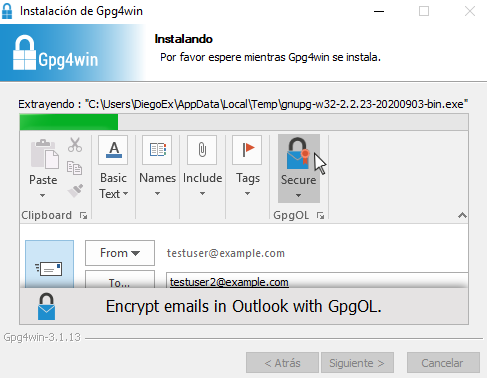 Instalación de Gpg4win
Gpg4win
Instalando
Por favor espere mientras Gpg4win se instala.
Extrayendo : "C:\Users\DiegoEx\AppData\Local\Temp\gnupg-w32-2.2.23-20200903-bin.exe"
Paste
Basic
Text
Names
Include
Tags
Secure
Clipboard
GpgOL
From
testuser@example.com
To...
testuser2@example.com
Encrypt emails in Outlook with GpgOL.
Gpg4win-3.1.13
< Atrás
Siguiente >
Cancelar